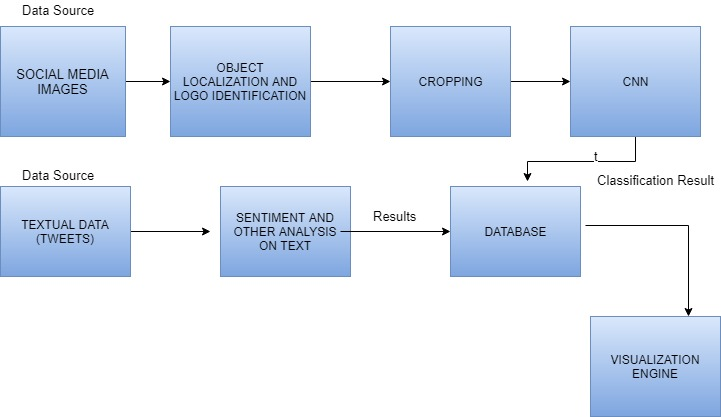 Data Source
SOCIAL MEDIA
IMAGES
OBJECT
LOCALIZATION AND
LOGO IDENTIFICATION
CROPPING
CNN
t
Classification Result
Data Source
TEXTUAL DATA
(TWEETS)
SENTIMENT AND
OTHER ANALYSIS
ON TEXT
Results
DATABASE
VISUALIZATION
ENGINE